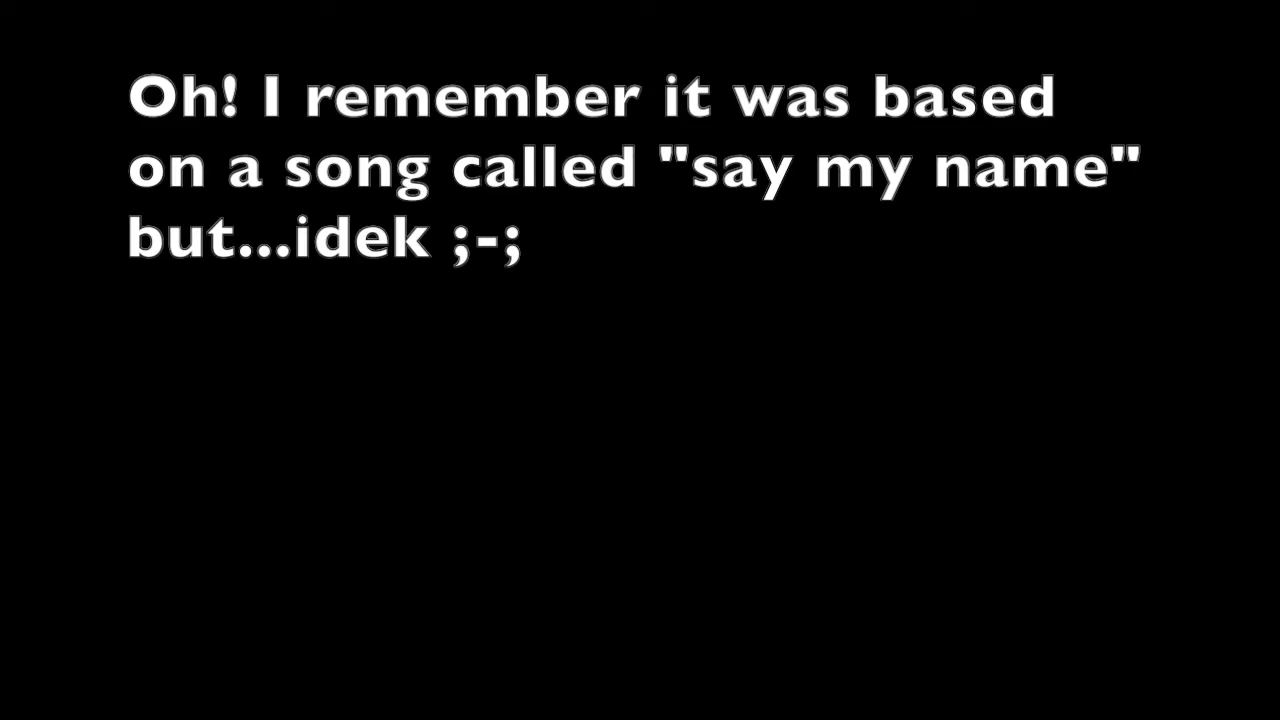 Oh! I remember it was based
on a song called "say my name"
but...idek ;-;